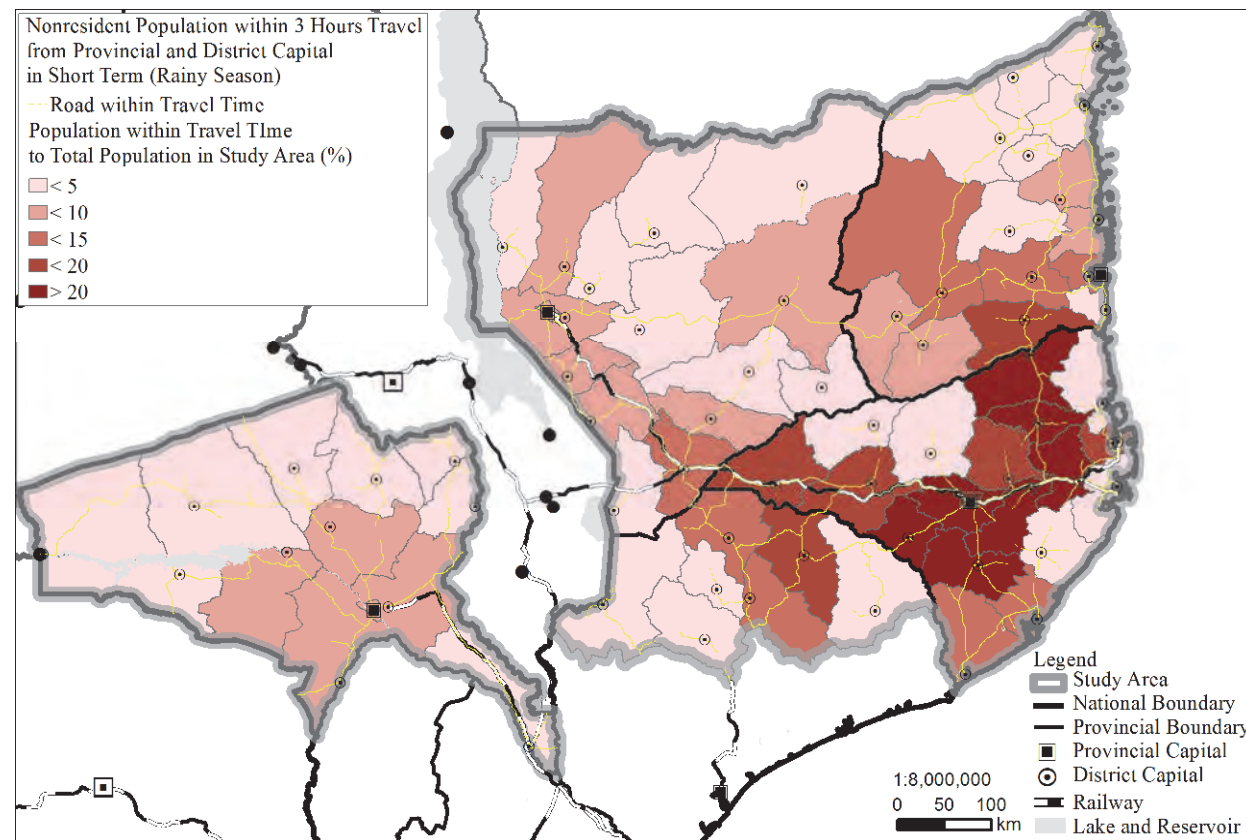 Nonresident Population within 3 Hours Travel
from Provincial and District Capital
in Short Term (Rainy Season)
Road within Travel Time
Population within Travel TIme
to Total Population in Study Area (%)
< 5
< 10
< 15
< 20
> 20
Legend
Study Area
National Boundary
Provincial Boundary
Provincial Capital
District Capital
Railway
Lake and Reservoir
1:8,000,000
0 50 100
km